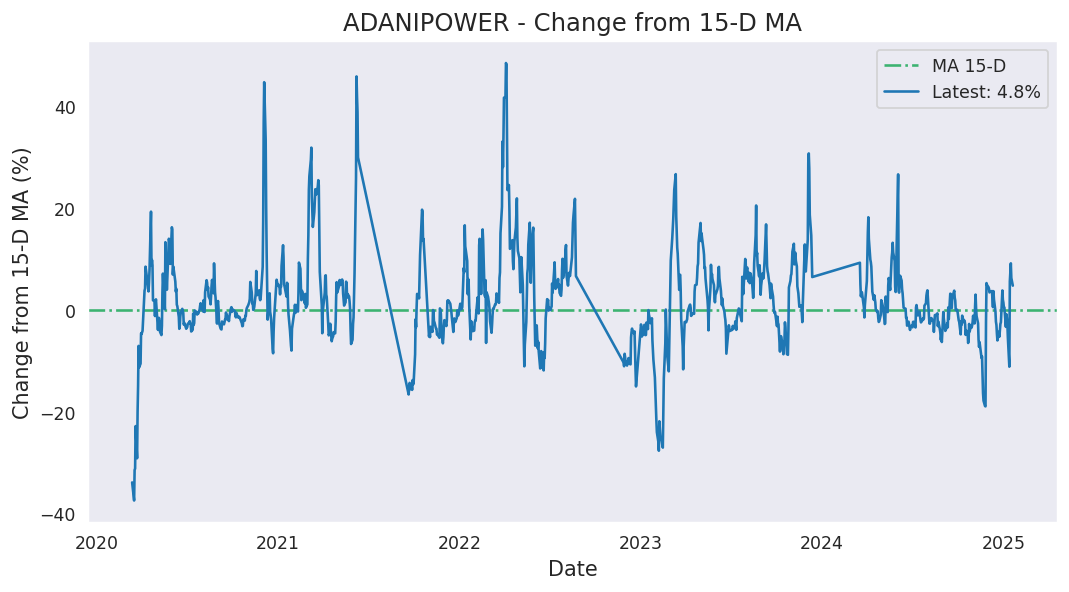 ADANIPOWER - Change from 15-D MA
MA 15-D
Latest: 4.8%
Change from 15-D MA (%)
40
20
0
−20
−40
2020
2021
2022
2023
2024
2025
Date